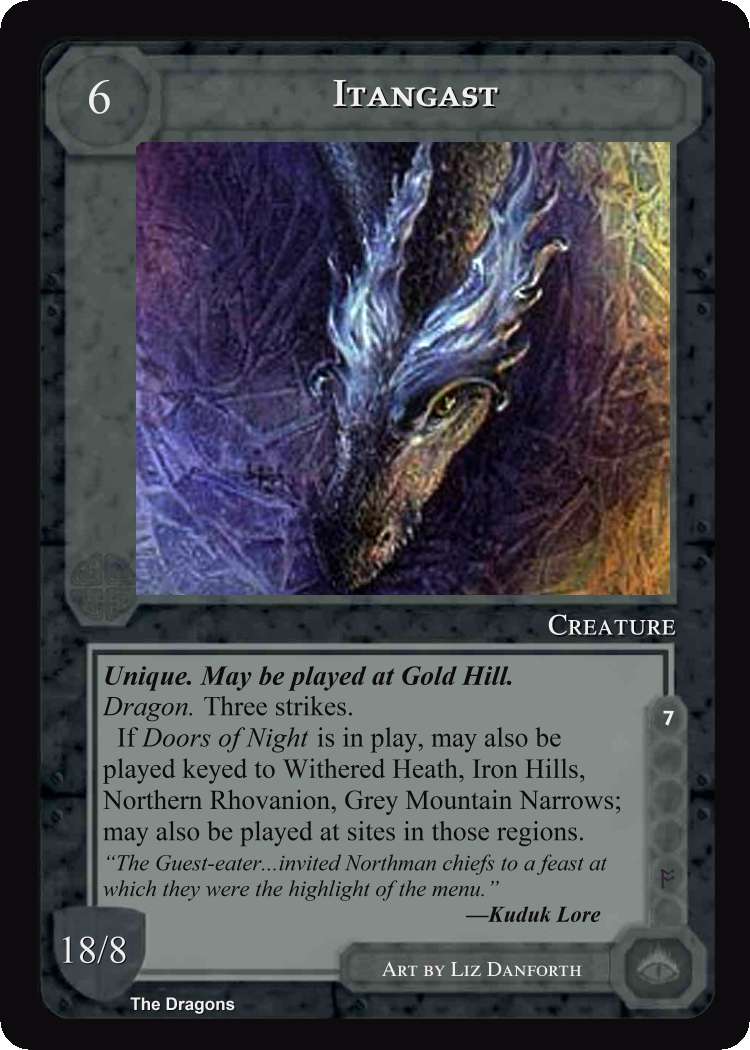 6
Itangast
Creature
Unique. May be played at Gold Hill.
Dragon. Three strikes.
If Doors of Night is in play, may also be
played keyed to Withered Heath, Iron Hills,
Northern Rhovanion, Grey Mountain Narrows;
may also be played at sites in those regions.
“The Guest-eater...invited Northman chiefs to a feast at
which they were the highlight of the menu.”
—Kuduk Lore
7
18/8
Art by Liz Danforth
The Dragons